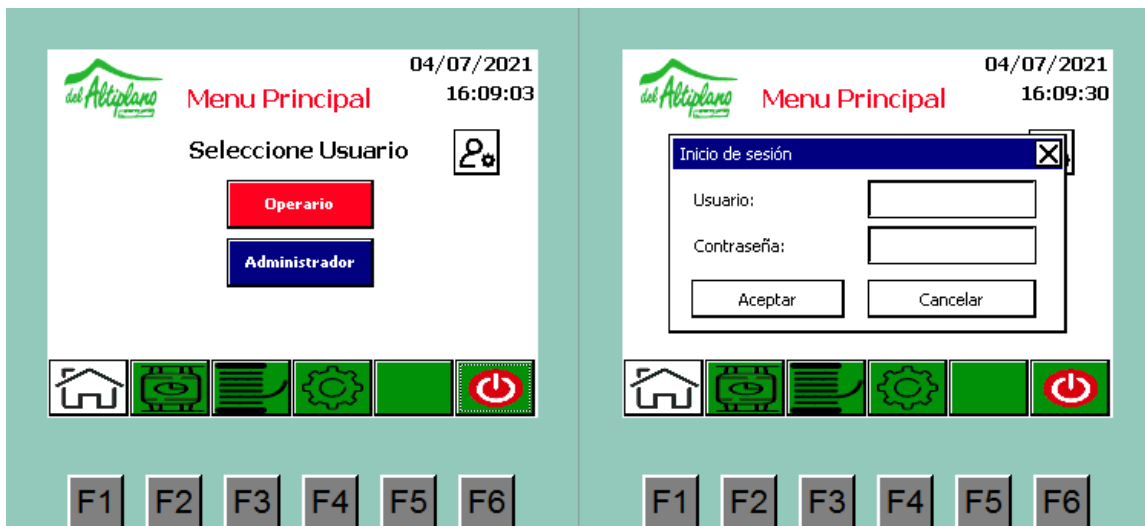 del Altiplano
Menu Principal
04/07/2021
16:09:03
Seleccione Usuario
Operario
Administrador
F1 F2 F3 F4 F5 F6
del Altiplano
Menu Principal
04/07/2021
16:09:30
Inicio de sesión
Usuario:
Contraseña:
Aceptar Cancelar
F1 F2 F3 F4 F5 F6